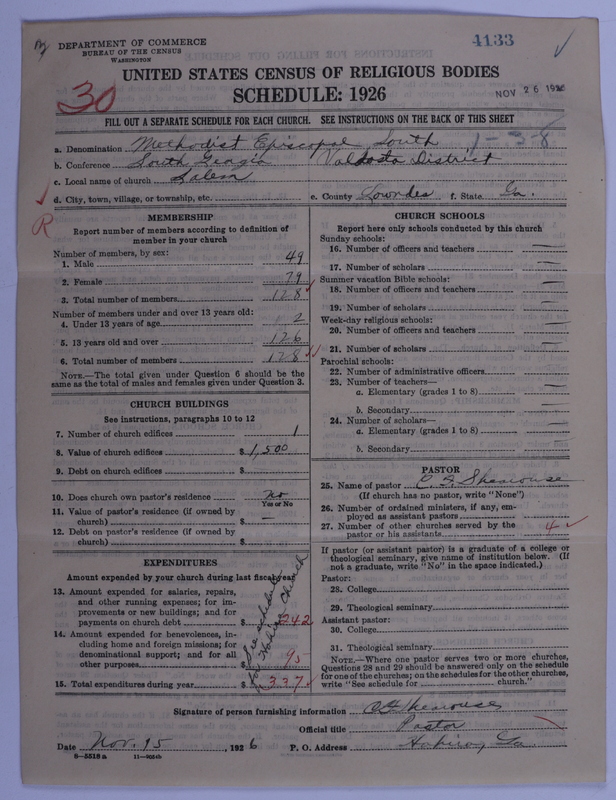 DEPARTMENT OF COMMERCE
BUREAU OF THE CENSUS
WASHINGTON
4133
30
UNITED STATES CENSUS OF RELIGIOUS BODIES
SCHEDULE: 1926
NOV 26 192
FILL OUT A SEPARATE SCHEDULE FOR EACH CHURCH. SEE INSTRUCTIONS ON THE BACK OF THIS SHEET
a. Denomination Methodist Episcopal South 1-3-8
b. Conference South Georgia Valdosta District
c. Local name of church Salem
d. City, town, village, or township, etc. e. County Lowndes f. State Ga.
R
MEMBERSHIP
Report number of members according to definition of
member in your church
Number of members, by sex:
1. Male 49
2. Female 79
3. Total number of members 128
Number of members under and over 13 years old:
4. Under 13 years of age 2
5. 13 years old and over 126
6. Total number of members 128
NOTE.—The total given under Question 6 should be
same as the total of males and females given under Question 3.
CHURCH BUILDINGS
See instructions, paragraphs 10 to 12
7. Number of church edifices 1
8. Value of church edifices $1,500
9. Debt on church edifices $
10. Does church own pastor's residence no
Yes or No
11. Value of pastor's residence (if owned by
church) $ —
12. Debt on pastor's residence (if owned by
church) $
EXPENDITURES
Amount expended by your church during last fiscal year
13. Amount expended for salaries, repairs,
and other running expenses; for im-
provements or new buildings; and for
payments on church debt $242
14. Amount expended for benevolences, in-
cluding home and foreign missions; for
denominational support; and for all
other purposes $95
15. Total expenditures during year $337
See schedule
for Hahira Church
CHURCH SCHOOLS
Report here only schools conducted by this church
Sunday schools:
16. Number of officers and teachers —
17. Number of scholars —
Summer vacation Bible schools:
18. Number of officers and teachers —
19. Number of scholars —
Week-day religious schools:
20. Number of officers and teachers —
21. Number of scholars —
Parochial schools:
22. Number of administrative officers —
23. Number of teachers—
a. Elementary (grades 1 to 8) —
b. Secondary —
24. Number of scholars—
a. Elementary (grades 1 to 8) —
b. Secondary —
PASTOR
25. Name of pastor Shearouse
(If church has no pastor, write "None")
26. Number of ordained ministers, if any, em-
ployed as assistant pastors
27. Number of other churches served by the
pastor or his assistants 4
If pastor (or assistant pastor) is a graduate of a college or
theological seminary, give name of institution below. (If
not a graduate, write "No" in the space indicated.)
Pastor:
28. College
29. Theological seminary
Assistant pastor:
30. College
31. Theological seminary
NOTE.—Where one pastor serves two or more churches,
Questions 28 and 29 should be answered only on the schedule
for one of the churches; on the schedules for the other churches,
write "See schedule for church."
Signature of person furnishing information Shearouse
Official title Pastor
Date Nov. 1926 P. O. Address Hahira, Ga
8—5518a